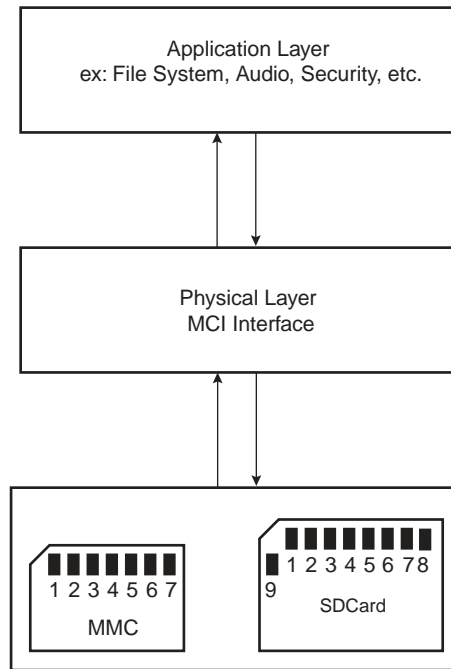 Application Layer
ex: File System, Audio, Security, etc.
Physical Layer
MCI Interface
1 2 3 4 5 6 7
MMC
1 2 3 4 5 6 7 8
9
SDCard